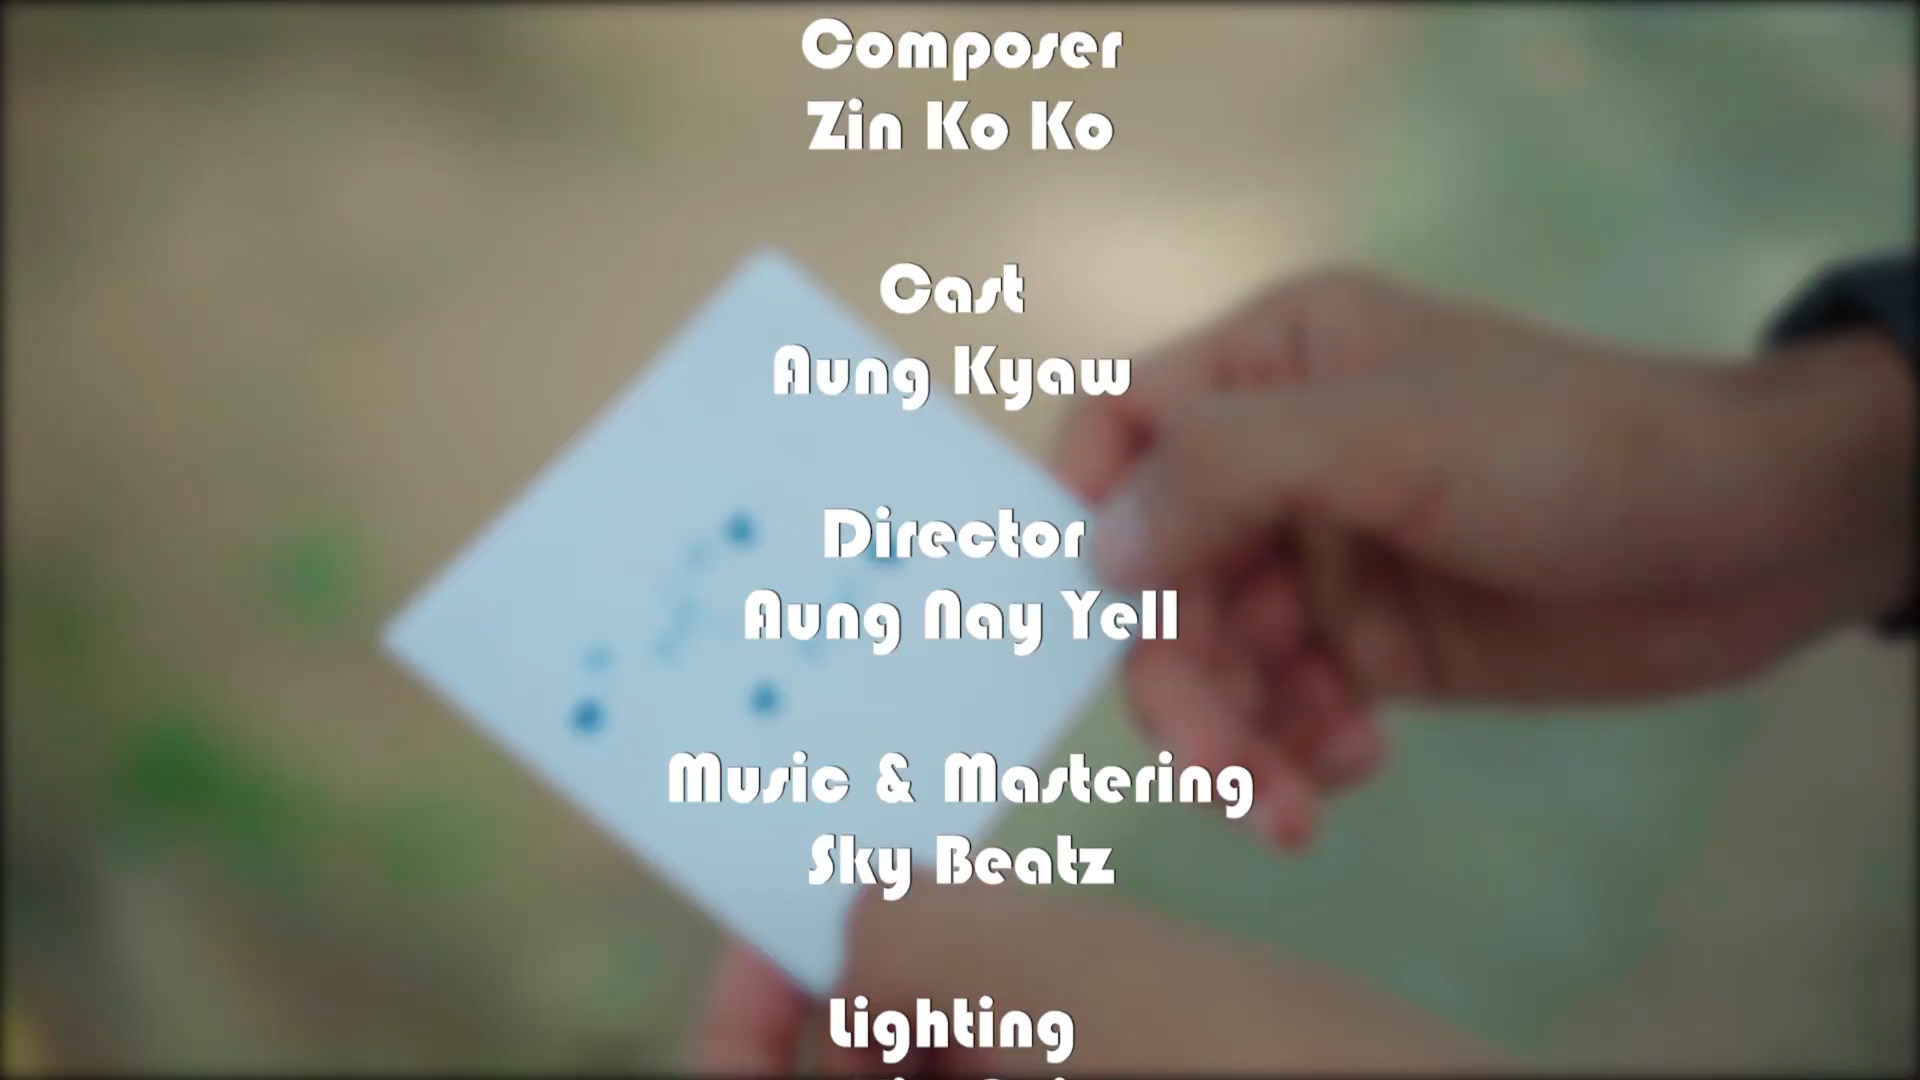 Composer
Zin Ko Ko
Cast
Aung Kyaw
Director
Aung Nay Yell
Music & Mastering
Sky Beatz
Lighting